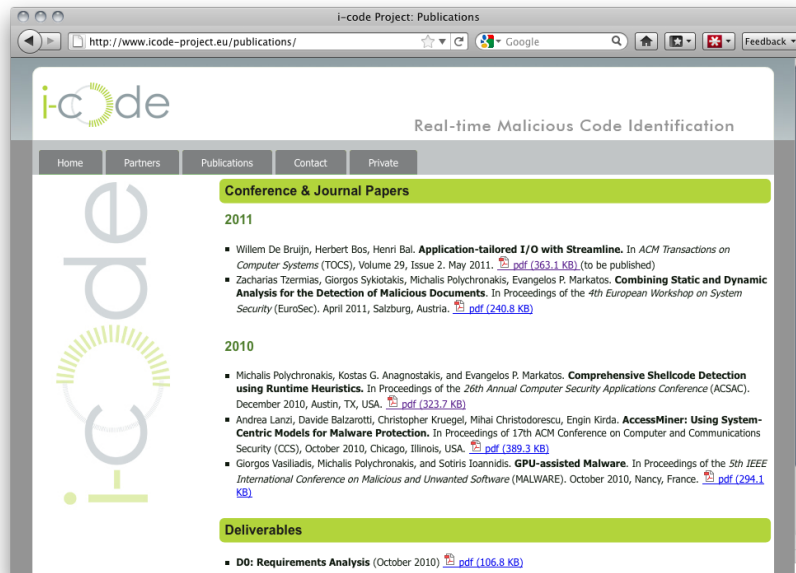 i-code Project: Publications
http://www.icode-project.eu/publications/
Google
Feedback
i-code
Real-time Malicious Code Identification
Home
Partners
Publications
Contact
Private
i-code
Conference & Journal Papers
2011
Willem De Bruijn, Herbert Bos, Henri Bal. Application-tailored I/O with Streamline. In ACM Transactions on
Computer Systems (TOCS), Volume 29, Issue 2. May 2011. pdf (363.1 KB) (to be published)
Zacharias Tzermias, Giorgos Sykiotakis, Michalis Polychronakis, Evangelos P. Markatos. Combining Static and Dynamic
Analysis for the Detection of Malicious Documents. In Proceedings of the 4th European Workshop on System
Security (EuroSec). April 2011, Salzburg, Austria. pdf (240.8 KB)
2010
Michalis Polychronakis, Kostas G. Anagnostakis, and Evangelos P. Markatos. Comprehensive Shellcode Detection
using Runtime Heuristics. In Proceedings of the 26th Annual Computer Security Applications Conference (ACSAC).
December 2010, Austin, TX, USA. pdf (323.7 KB)
Andrea Lanzi, Davide Balzarotti, Christopher Kruegel, Mihai Christodorescu, Engin Kirda. AccessMiner: Using System-
Centric Models for Malware Protection. In Proceedings of 17th ACM Conference on Computer and Communications
Security (CCS), October 2010, Chicago, Illinois, USA. pdf (389.3 KB)
Giorgos Vasiliadis, Michalis Polychronakis, and Sotiris Ioannidis. GPU-assisted Malware. In Proceedings of the 5th IEEE
International Conference on Malicious and Unwanted Software (MALWARE). October 2010, Nancy, France. pdf (294.1
KB)
Deliverables
D0: Requirements Analysis (October 2010) pdf (106.8 KB)